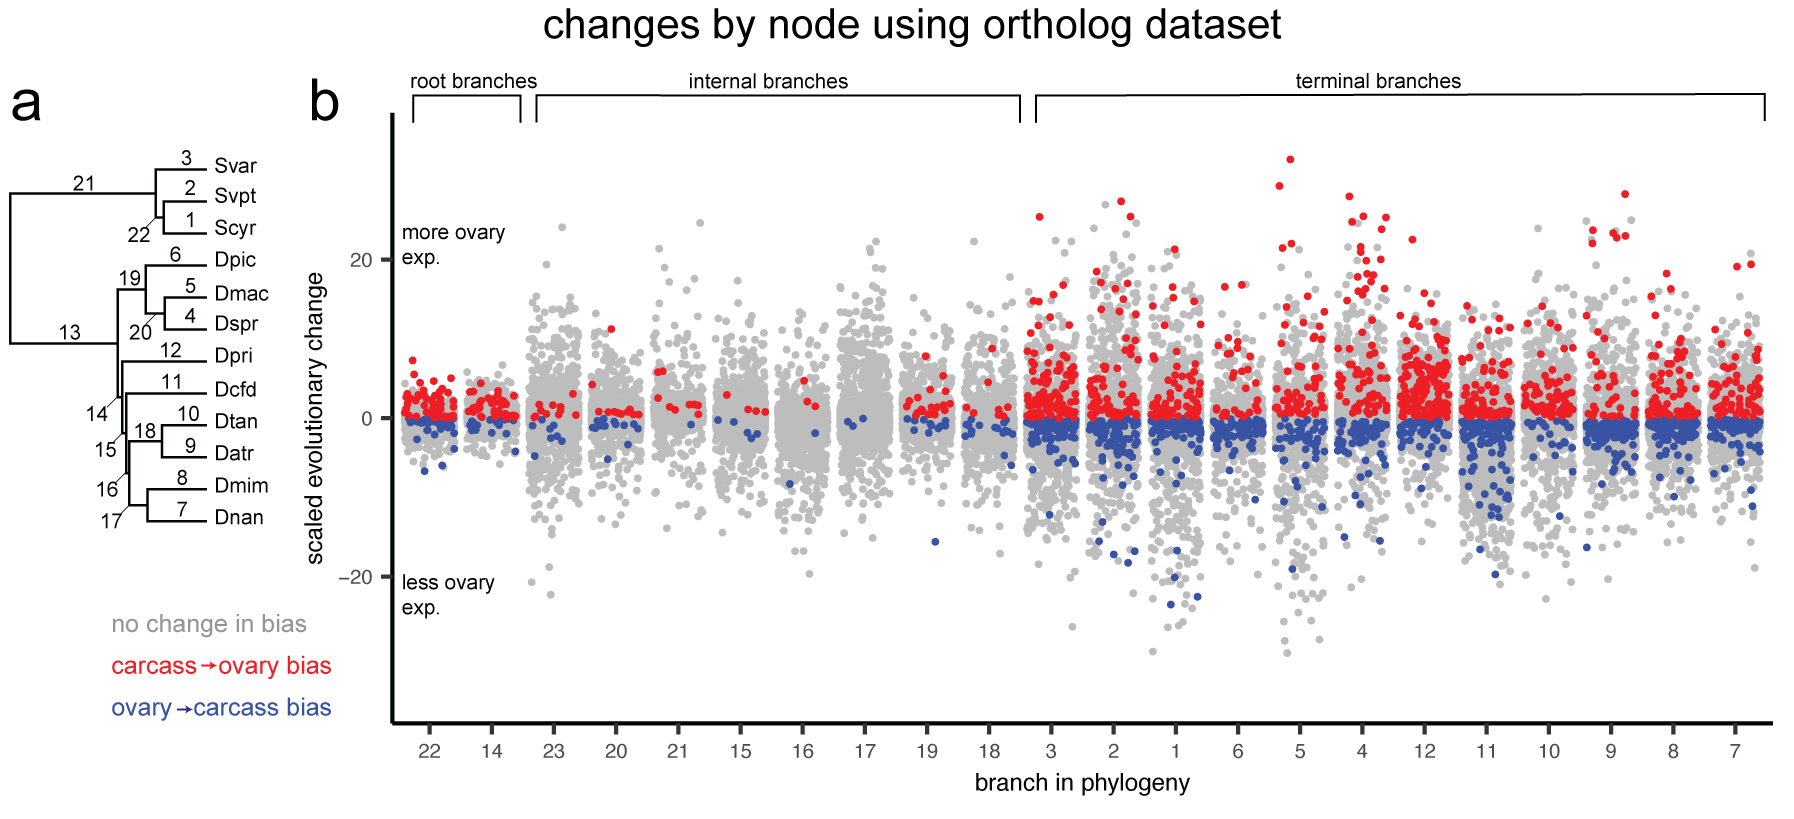 changes by node using ortholog dataset
a
3
Svar
21
2
Svpt
1
Scyr
22
6
Dpic
19
5
Dmac
4
Dspr
20
13
12
Dpri
11
Dcfd
14
10
Dtan
18
15
9
Datr
8
Dmim
16
7
Dnan
17
no change in bias
carcass→ovary bias
ovary→carcass bias
b
root branches
internal branches
terminal branches
scaled evolutionary change
20
0
−20
more ovary
exp.
less ovary
exp.
22 14 23 20 21 15 16 17 19 18 3 2 1 6 5 4 12 11 10 9 8 7
branch in phylogeny